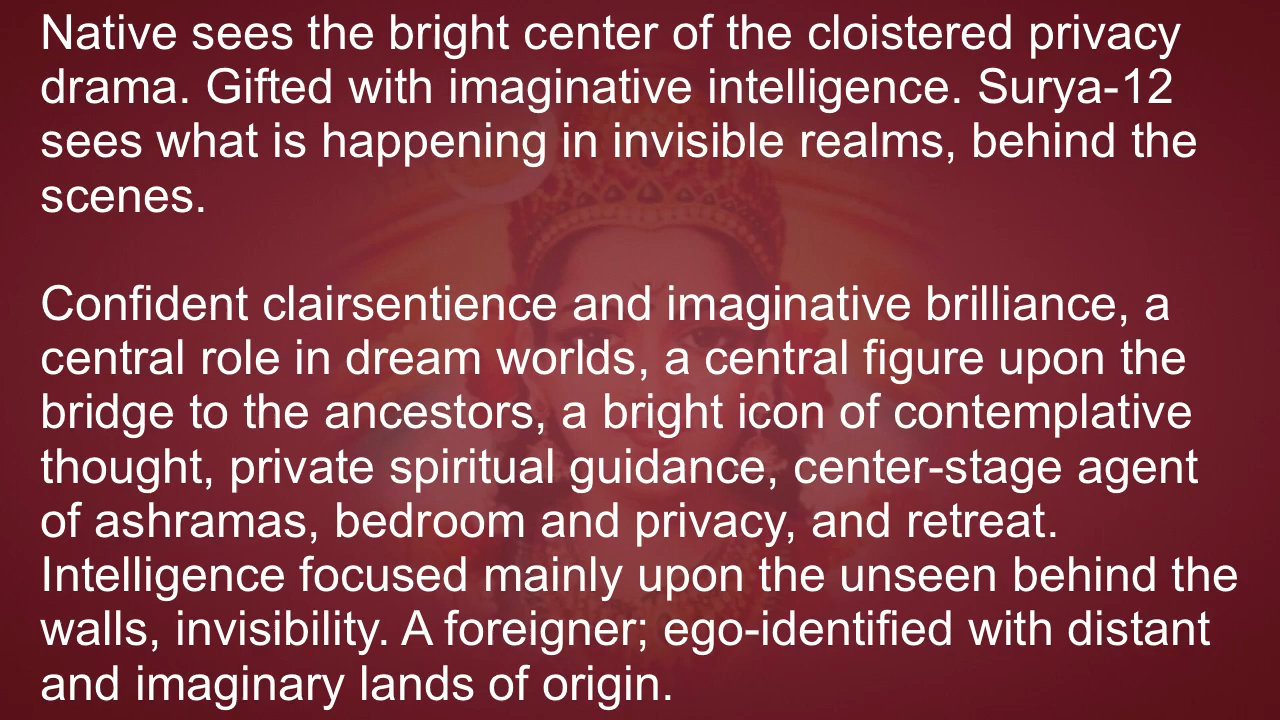 Native sees the bright center of the cloistered privacy
drama. Gifted with imaginative intelligence. Surya-12
sees what is happening in invisible realms, behind the
scenes.
Confident clairsentience and imaginative brilliance, a
central role in dream worlds, a central figure upon the
bridge to the ancestors, a bright icon of contemplative
thought, private spiritual guidance, center-stage agent
of ashramas, bedroom and privacy, and retreat.
Intelligence focused mainly upon the unseen behind the
walls, invisibility. A foreigner; ego-identified with distant
and imaginary lands of origin.